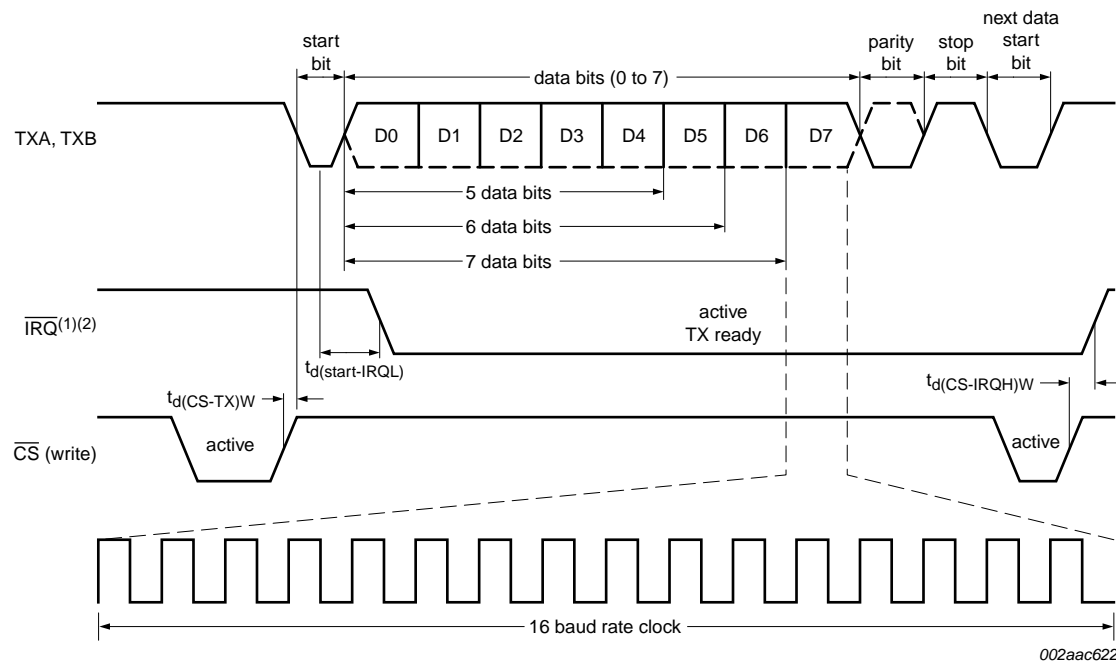 next data
start
bit
parity
bit
stop
bit
start
bit
data bits (0 to 7)
TXA, TXB
D0
D1
D2
D3
D4
D5
D6
D7
5 data bits
6 data bits
7 data bits
IRQ(1)(2)
active
TX ready
td(start-IRQL)
td(CS-TX)W
td(CS-IRQH)W
CS (write)
active
active
16 baud rate clock
002aac622